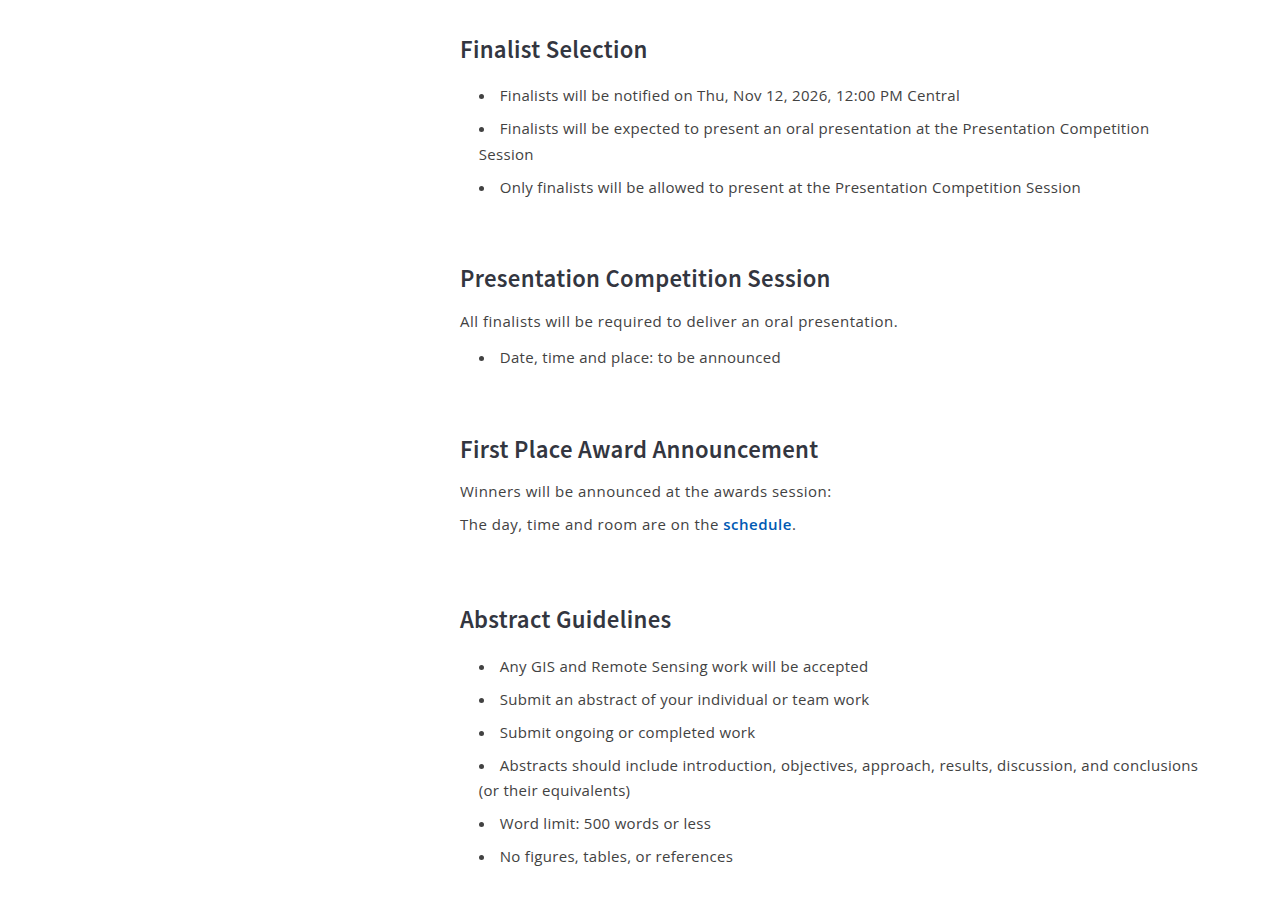 Finalist Selection
• Finalists will be notified on Thu, Nov 12, 2026, 12:00 PM Central
• Finalists will be expected to present an oral presentation at the Presentation Competition
Session
• Only finalists will be allowed to present at the Presentation Competition Session
Presentation Competition Session
All finalists will be required to deliver an oral presentation.
• Date, time and place: to be announced
First Place Award Announcement
Winners will be announced at the awards session:
The day, time and room are on the schedule.
Abstract Guidelines
• Any GIS and Remote Sensing work will be accepted
• Submit an abstract of your individual or team work
• Submit ongoing or completed work
• Abstracts should include introduction, objectives, approach, results, discussion, and conclusions
(or their equivalents)
• Word limit: 500 words or less
• No figures, tables, or references